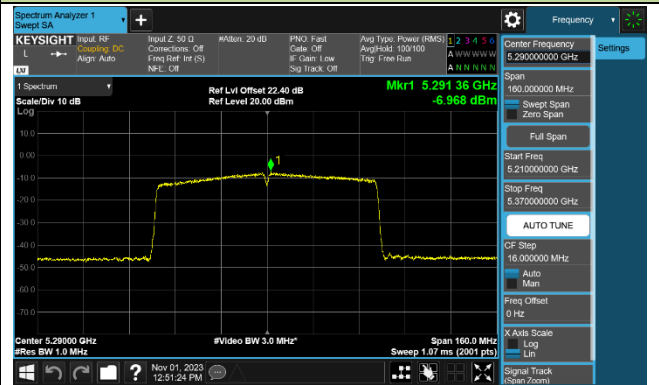 Spectrum Analyzer 1
Swept SA
Frequency
KEYSIGHT
L
LXI
Input: RF
Coupling: DC
Align: Auto
Input Z: 50 Ω
Corrections: Off
Freq Ref: Int (S)
NFE: Off
#Atten: 20 dB
PNO: Fast
Gate: Off
IF Gain: Low
Sig Track: Off
Avg Type: Power (RMS)
Avg|Hold: 100/100
Trig: Free Run
1 2 3 4 5 6
A W W W W W
A N N N N N
1 Spectrum
Scale/Div 10 dB
Log
Ref Lvl Offset 22.40 dB
Ref Level 20.00 dBm
Mkr1 5.291 36 GHz
-6.968 dBm
1
10.0
0.00
-10.0
-20.0
-30.0
-40.0
-50.0
-60.0
-70.0
Center 5.29000 GHz
#Res BW 1.0 MHz
#Video BW 3.0 MHz*
Span 160.0 MHz
Sweep 1.07 ms (2001 pts)
Nov 01, 2023
12:51:24 PM
Center Frequency
5.290000000 GHz
Settings
Span
160.000000 MHz
Swept Span
Zero Span
Full Span
Start Freq
5.210000000 GHz
Stop Freq
5.370000000 GHz
AUTO TUNE
CF Step
16.000000 MHz
Auto
Man
Freq Offset
0 Hz
X Axis Scale
Log
Lin
Signal Track
(Span Zoom)